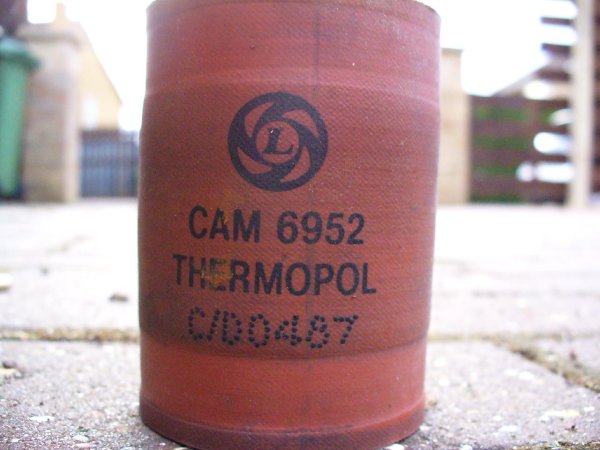 L
CAM 6952
THERMOPOL
C/D0487